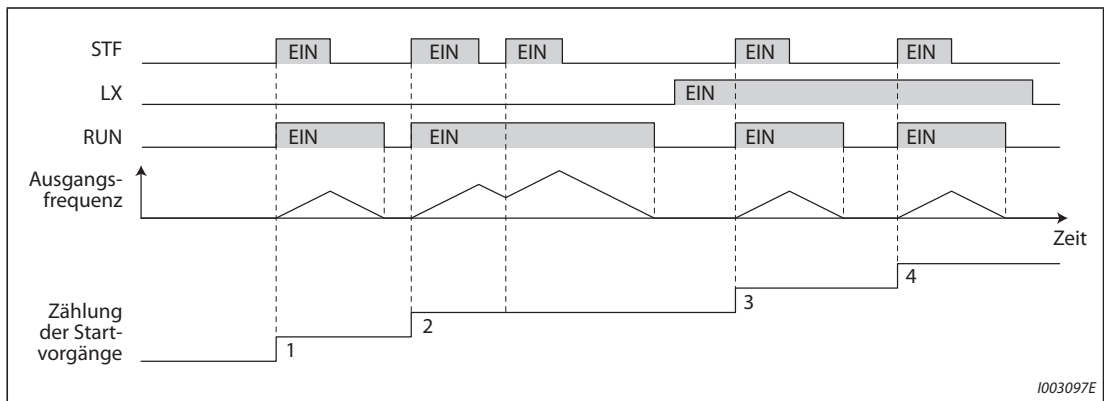 STF
EIN
EIN
EIN
EIN
EIN
LX
EIN
RUN
EIN
EIN
EIN
EIN
Ausgangs-
frequenz
Zeit
Zählung
der Start-
vorgänge
1
2
3
4
I003097E